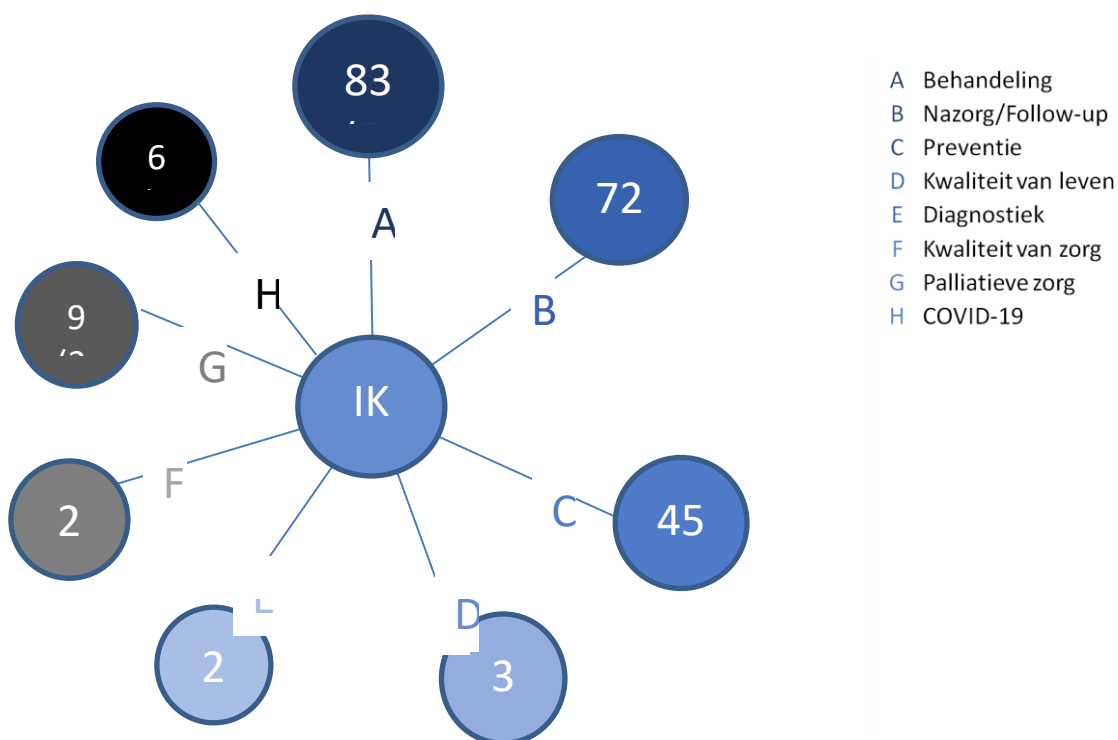 83
6
72
A
H
B
9
G
IK
F
C
2
45
E
D
2
3
A Behandeling
B Nazorg/Follow-up
C Preventie
D Kwaliteit van leven
E Diagnostiek
F Kwaliteit van zorg
G Palliatieve zorg
H COVID-19